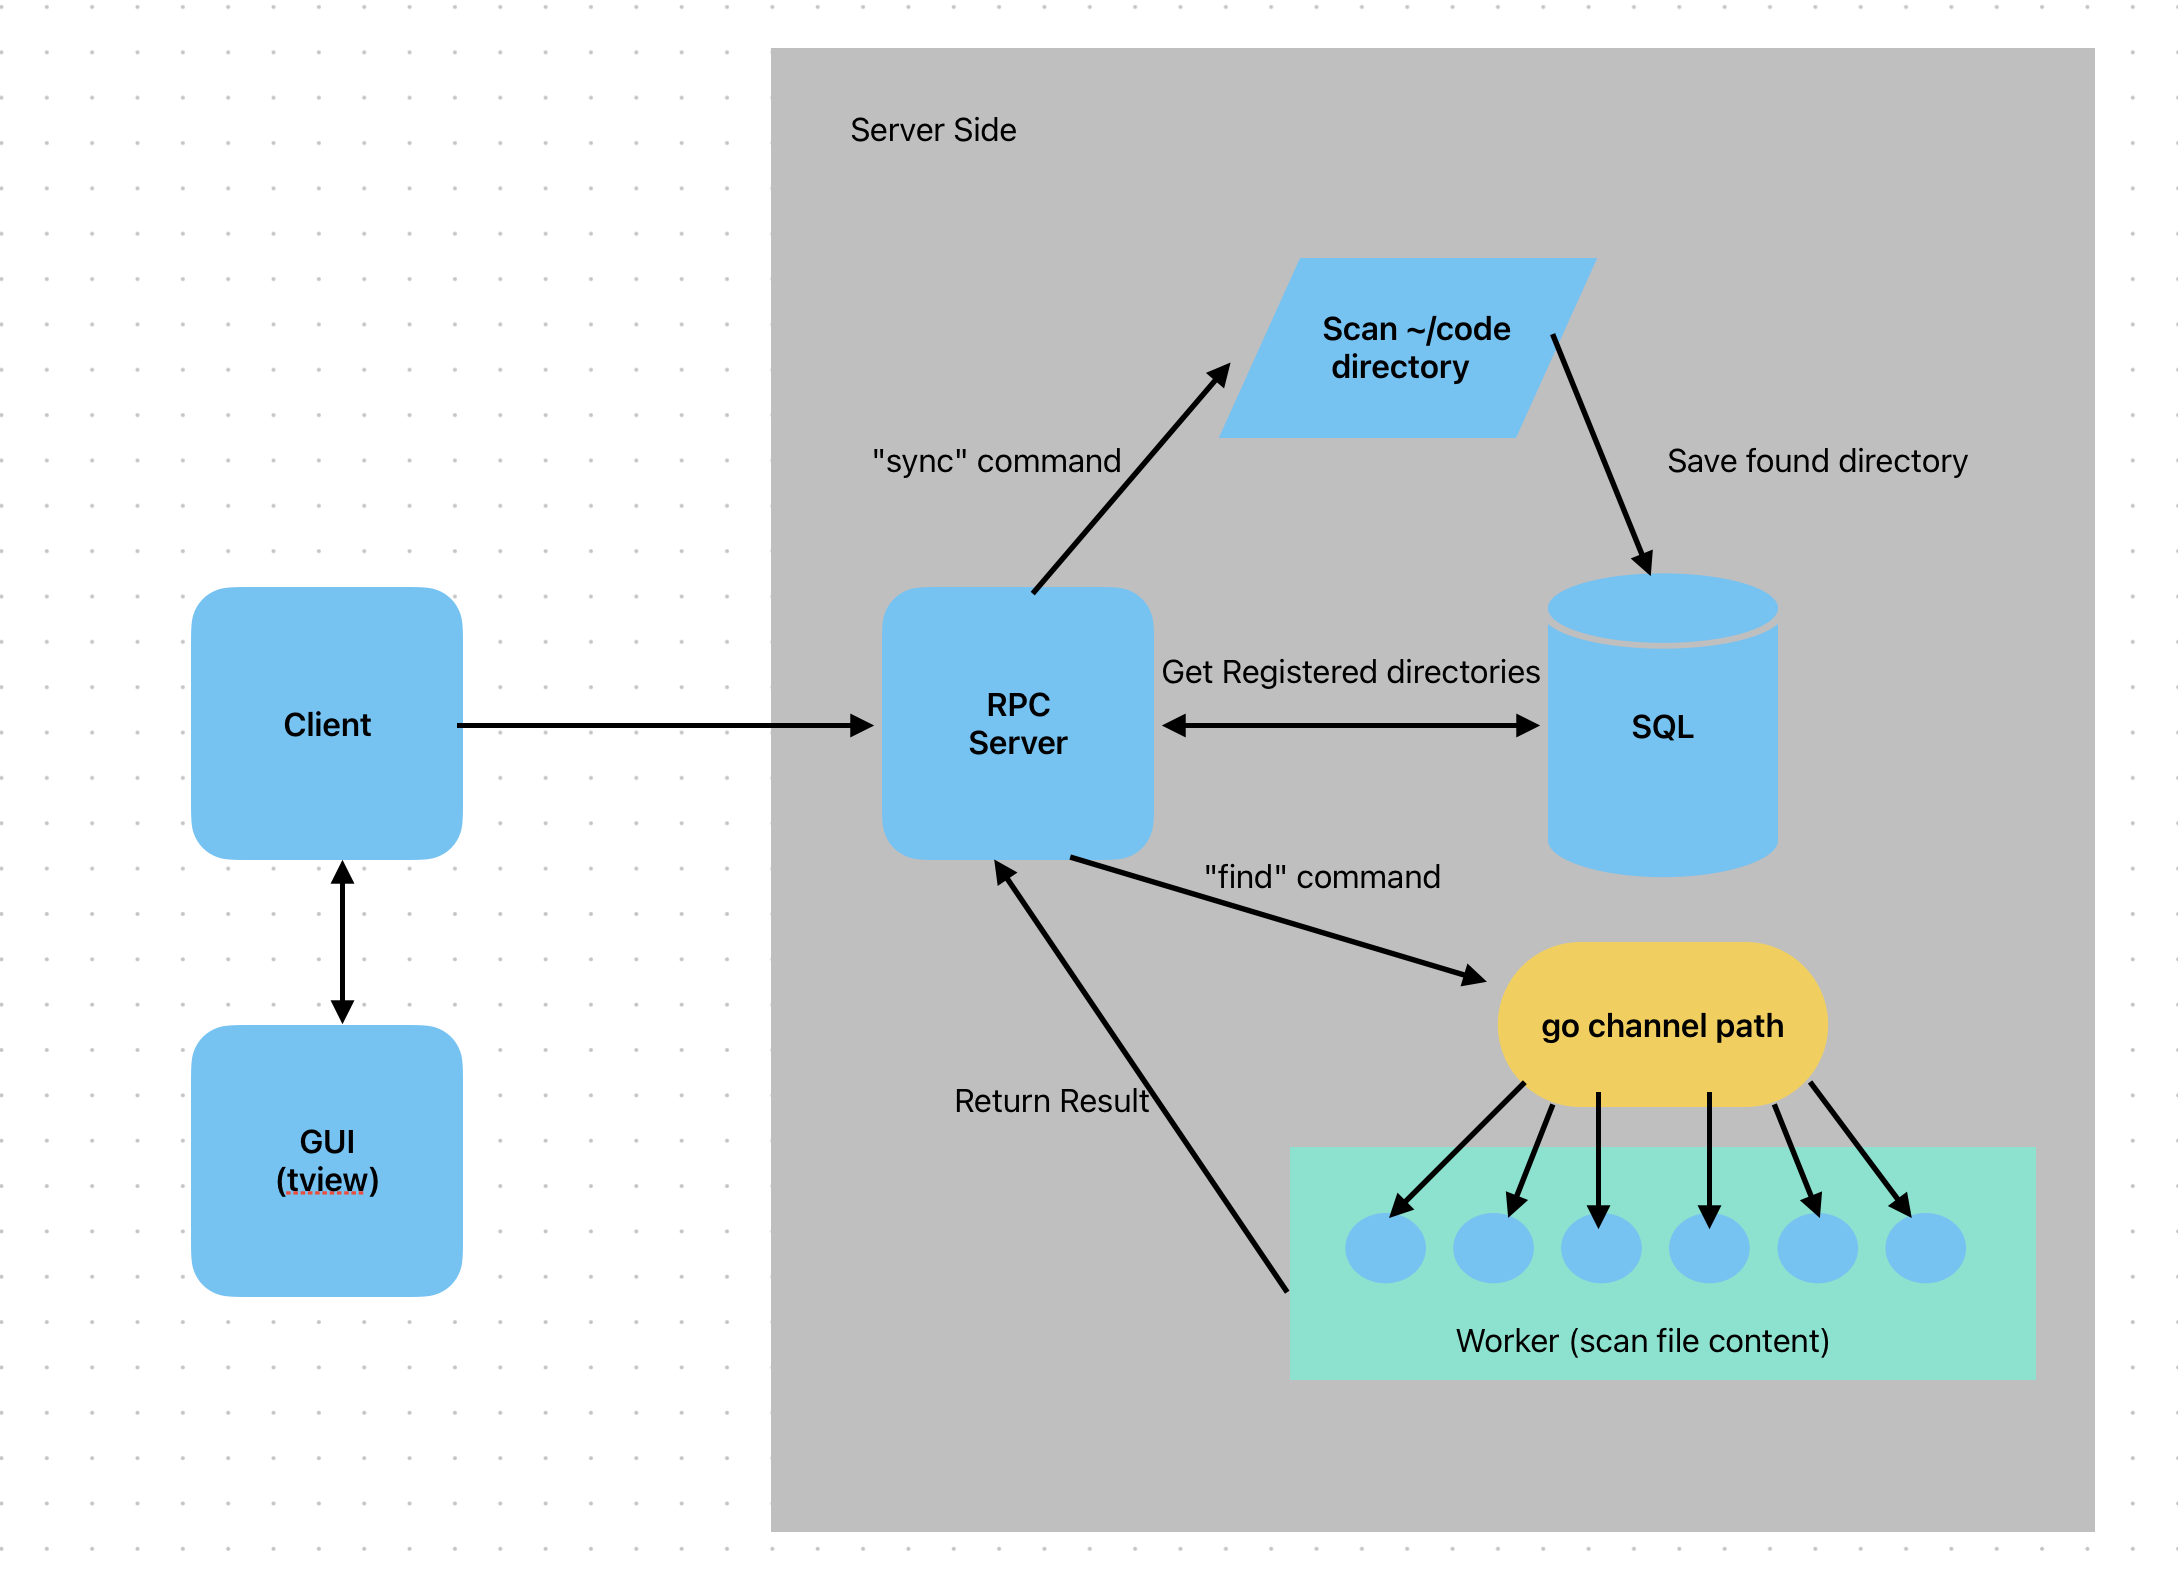 Server Side
Scan ~/code
directory
"sync" command
Save found directory
Client
RPC
Server
Get Registered directories
SQL
"find" command
go channel path
Return Result
GUI
(tview)
Worker (scan file content)